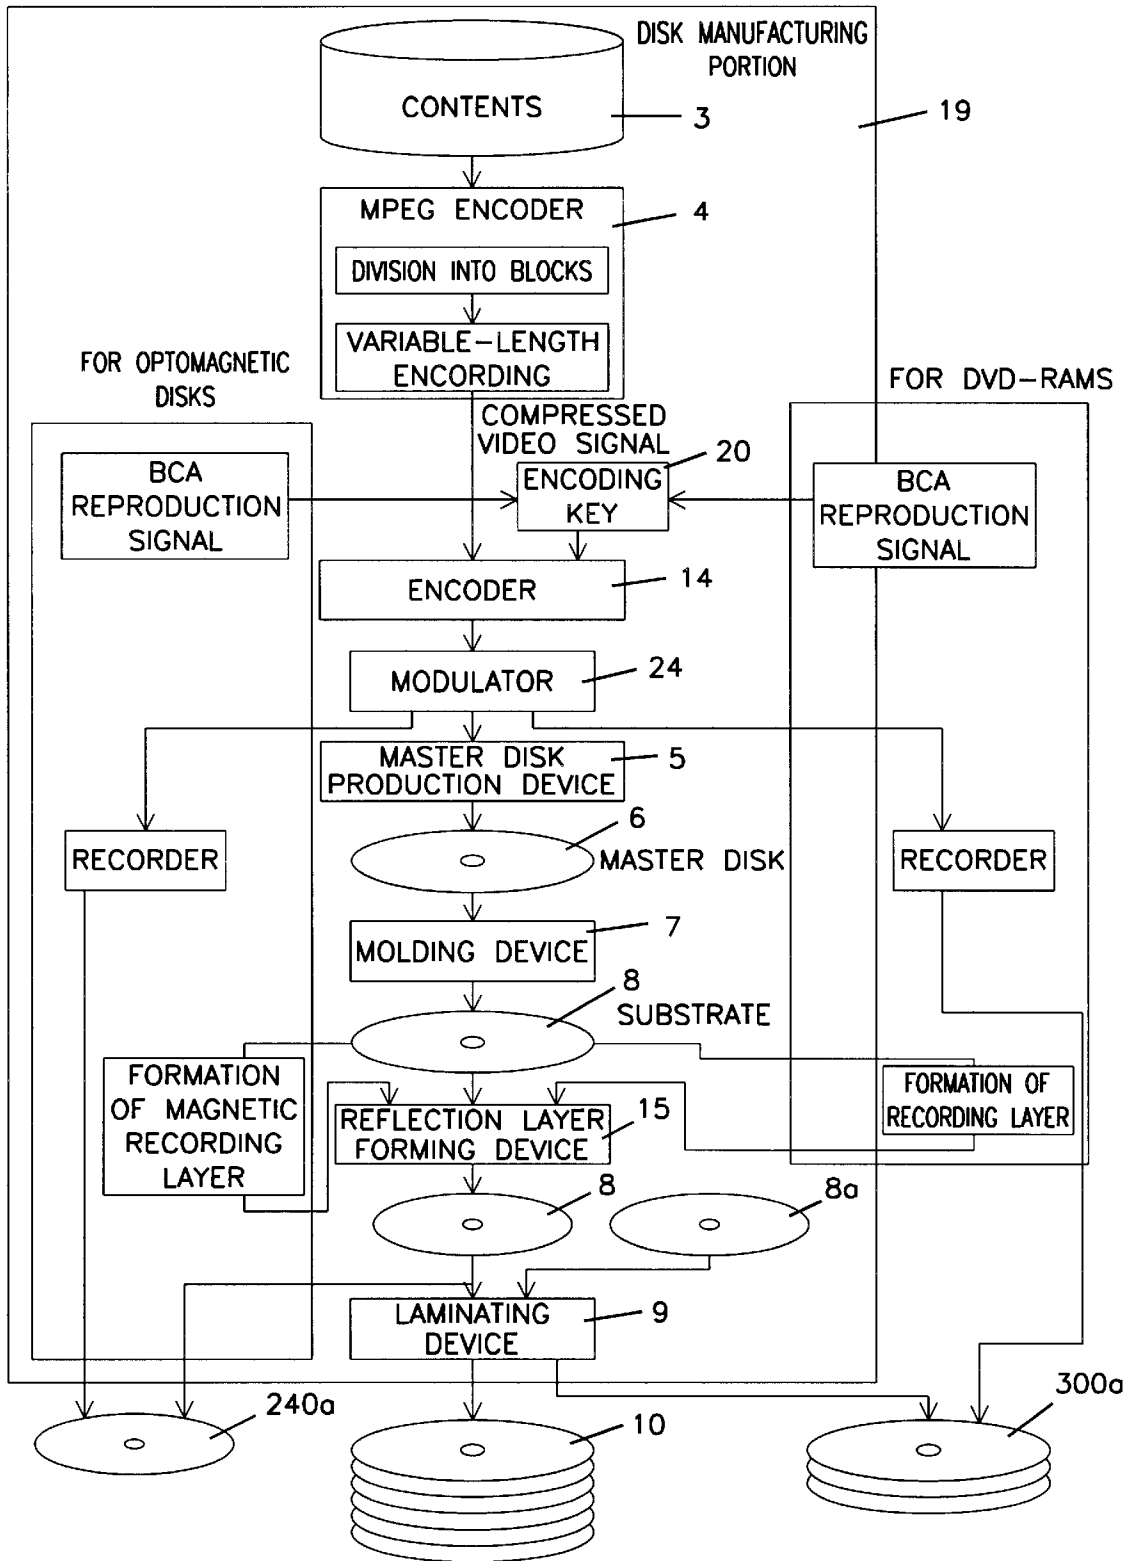 DISK MANUFACTURING
PORTION
CONTENTS
3
19
MPEG ENCODER
4
DIVISION INTO BLOCKS
VARIABLE-LENGTH
ENCORDING
FOR OPTOMAGNETIC
DISKS
FOR DVD-RAMS
COMPRESSED
VIDEO SIGNAL
20
BCA
REPRODUCTION
SIGNAL
ENCODING
KEY
BCA
REPRODUCTION
SIGNAL
ENCODER
14
MODULATOR
24
MASTER DISK
PRODUCTION DEVICE
5
6
RECORDER
MASTER DISK
RECORDER
7
MOLDING DEVICE
8
SUBSTRATE
FORMATION
OF MAGNETIC
RECORDING
LAYER
REFLECTION LAYER
FORMING DEVICE
15
FORMATION OF
RECORDING LAYER
8
8a
LAMINATING
DEVICE
9
240a
10
300a